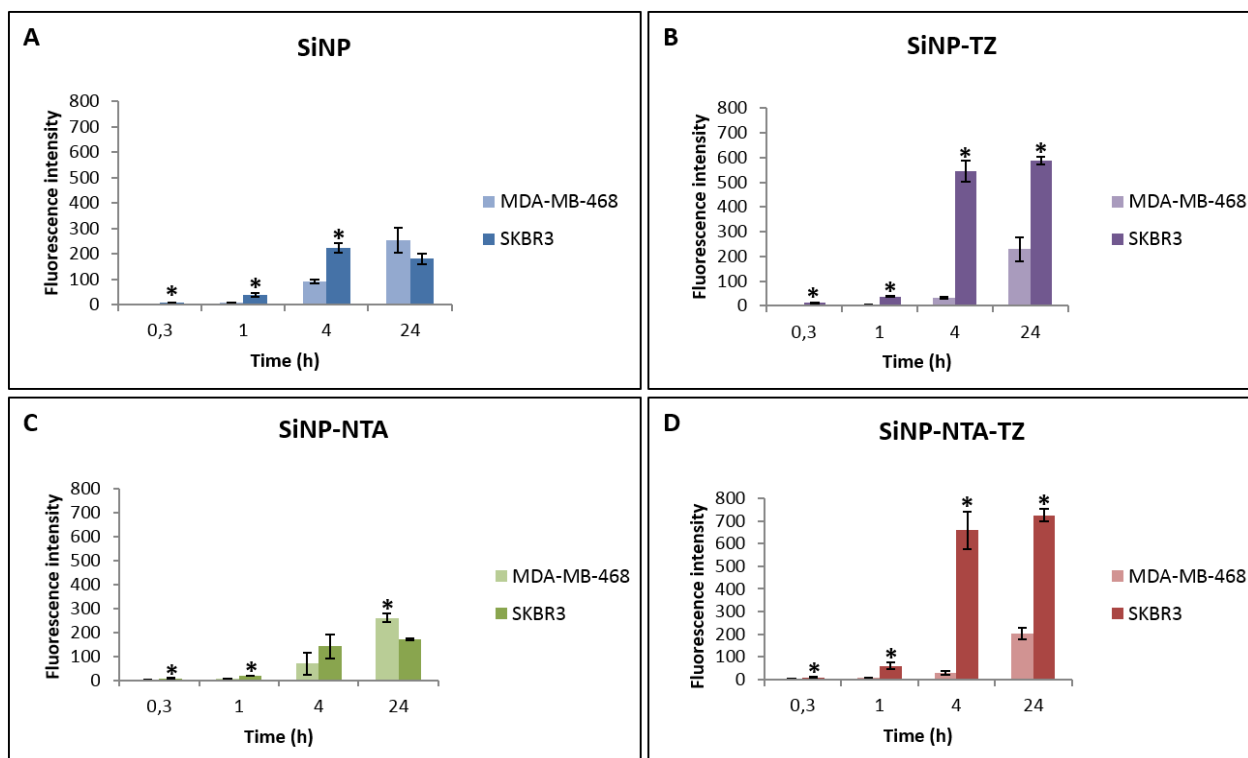 A
SiNP
Fluorescence intensity
800
700
600
500
400
300
200
100
0
*
*
*
0,3 1 4 24
Time (h)
MDA-MB-468
SKBR3
B
SiNP-TZ
Fluorescence intensity
800
700
600
500
400
300
200
100
0
*
*
*
*
0,3 1 4 24
Time (h)
MDA-MB-468
SKBR3
C
SiNP-NTA
Fluorescence intensity
800
700
600
500
400
300
200
100
0
*
*
*
0,3 1 4 24
Time (h)
MDA-MB-468
SKBR3
D
SiNP-NTA-TZ
Fluorescence intensity
800
700
600
500
400
300
200
100
0
*
*
*
*
0,3 1 4 24
Time (h)
MDA-MB-468
SKBR3